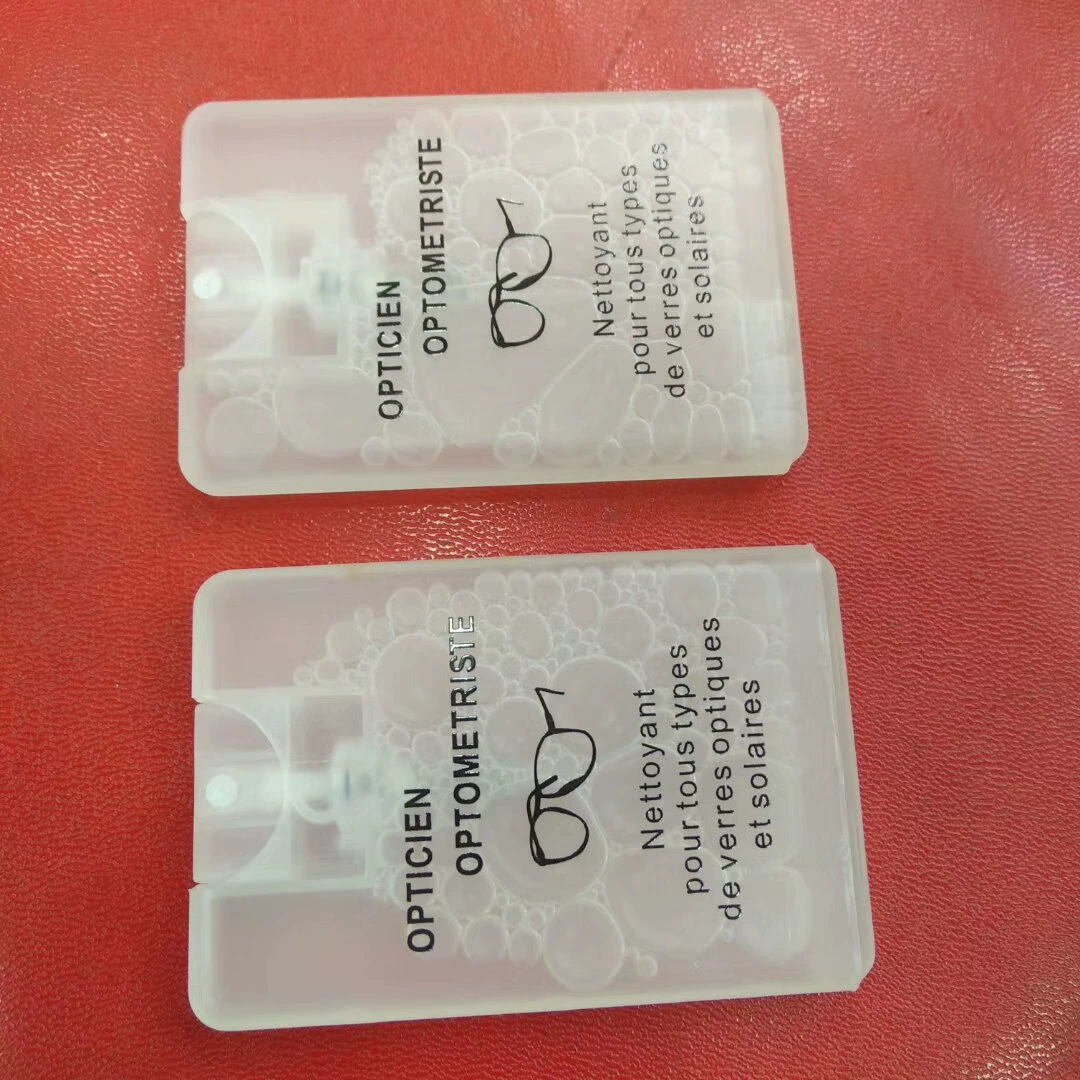 OPTICIEN
OPTOMETRISTE
Nettoyant
pour tous types
de verres optiques
et solaires
OPTICIEN
OPTOMETRISTE
Nettoyant
pour tous types
de verres optiques
et solaires